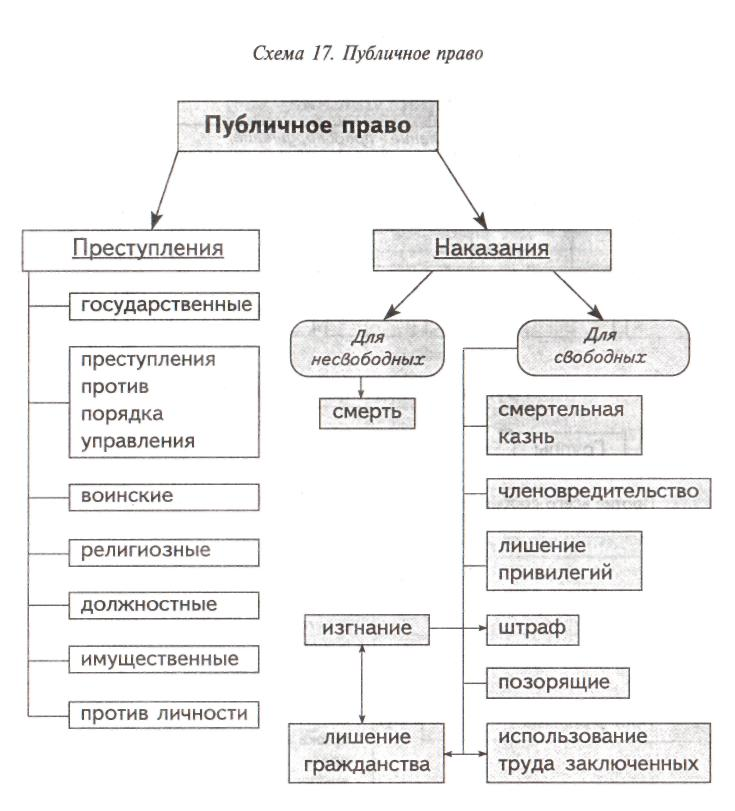 Схема 17. Публичное право
Публичное право
Преступления
государственные
преступления
против
порядка
управления
воинские
религиозные
должностные
имущественные
против личности
Наказания
Для
несвободных
смерть
Для
свободных
смертельная
казнь
членовредительство
лишение
привилегий
изгнание
штраф
позорящие
лишение
гражданства
использование
труда заключенных